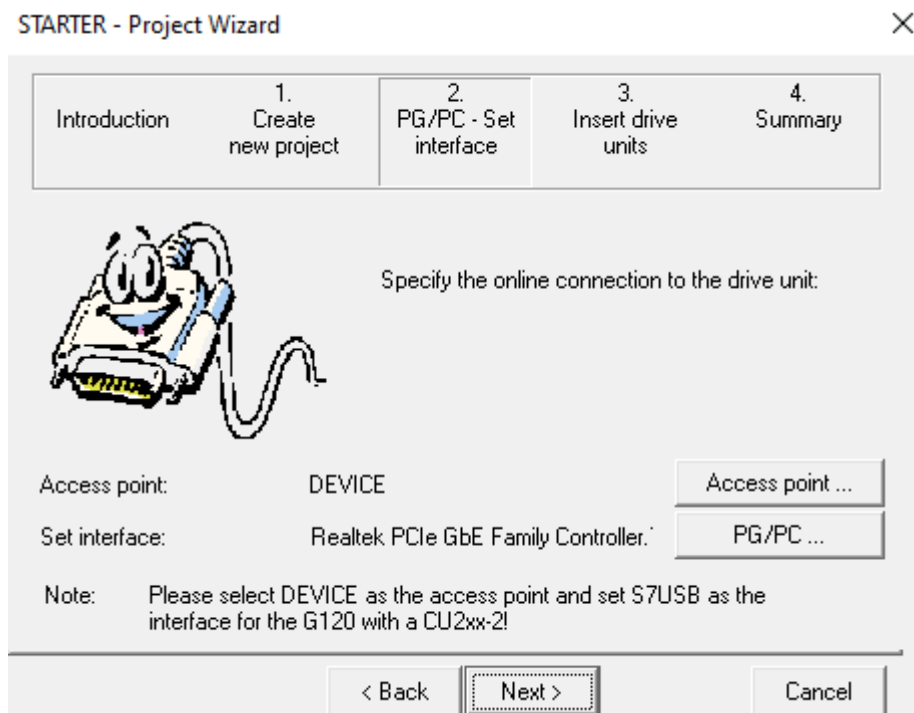 STARTER - Project Wizard
Introduction
1.
Create
new project
2.
PG/PC - Set
interface
3.
Insert drive
units
4.
Summary
Specify the online connection to the drive unit:
Access point: DEVICE Access point ...
Set interface: Realtek PCIe GbE Family Controller. PG/PC ...
Note: Please select DEVICE as the access point and set S7USB as the
interface for the G120 with a CU2xx-2!
< Back Next > Cancel